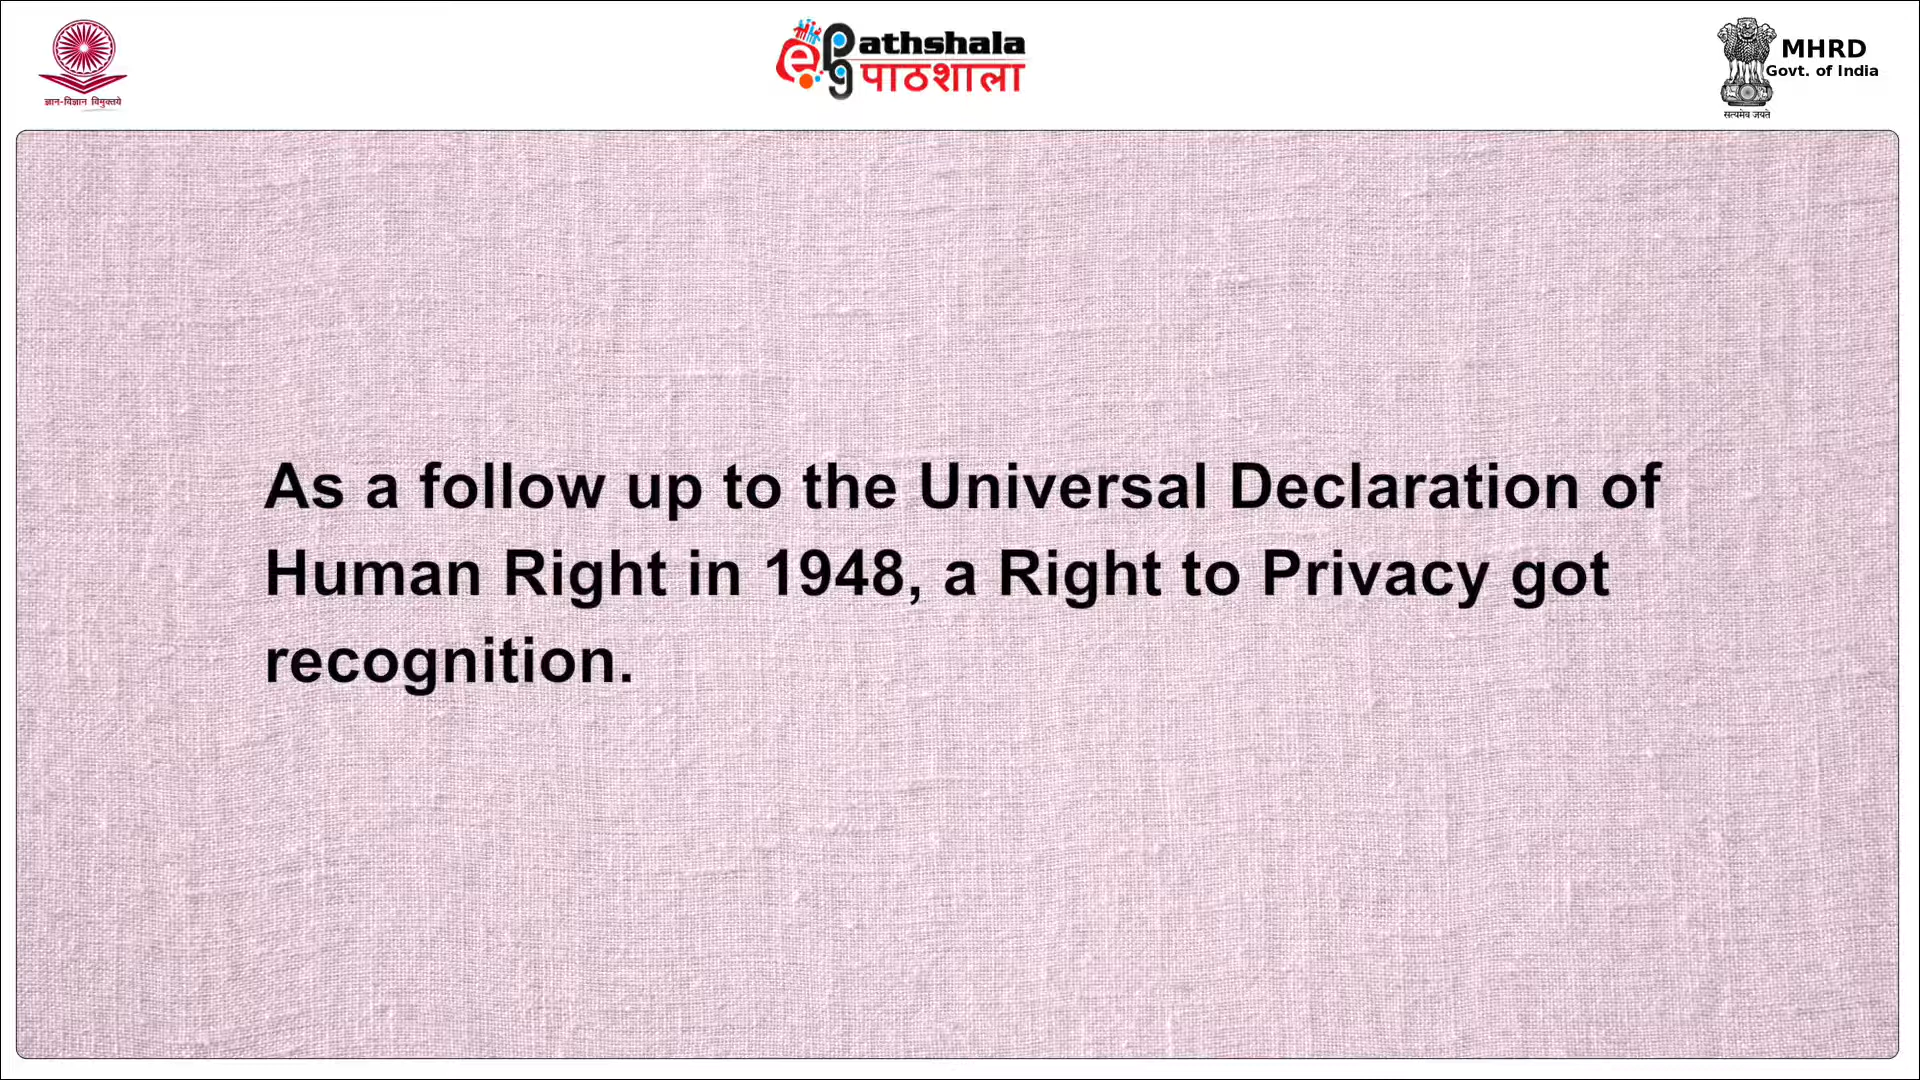 ज्ञान-विज्ञान विमुक्तये
ePG athshala
पाठशाला
MHRD
Govt. of India
सत्यमेव जयते
As a follow up to the Universal Declaration of
Human Right in 1948, a Right to Privacy got
recognition.